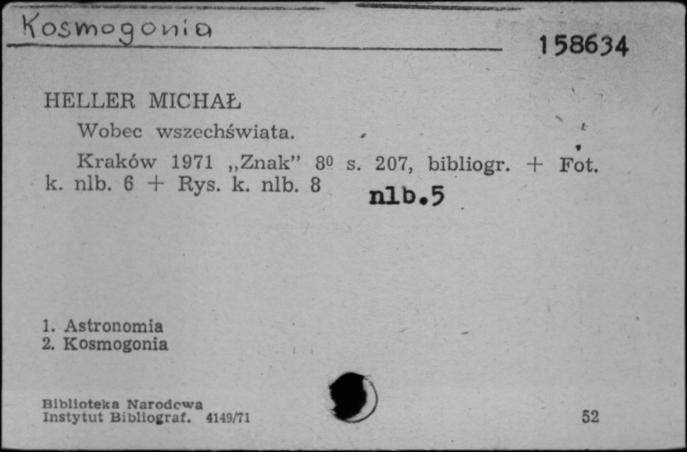 Kosmogonia
158634
HELLER MICHAŁ
Wobec wszechświata.
Kraków 1971 „Znak” 8º s. 207, bibliogr. + Fot.
k. nlb. 6 + Rys. k. nlb. 8
nlb.5
1. Astronomia
2. Kosmogonia
Biblioteka Narodowa
Instytut Bibliograf. 4149/71
52